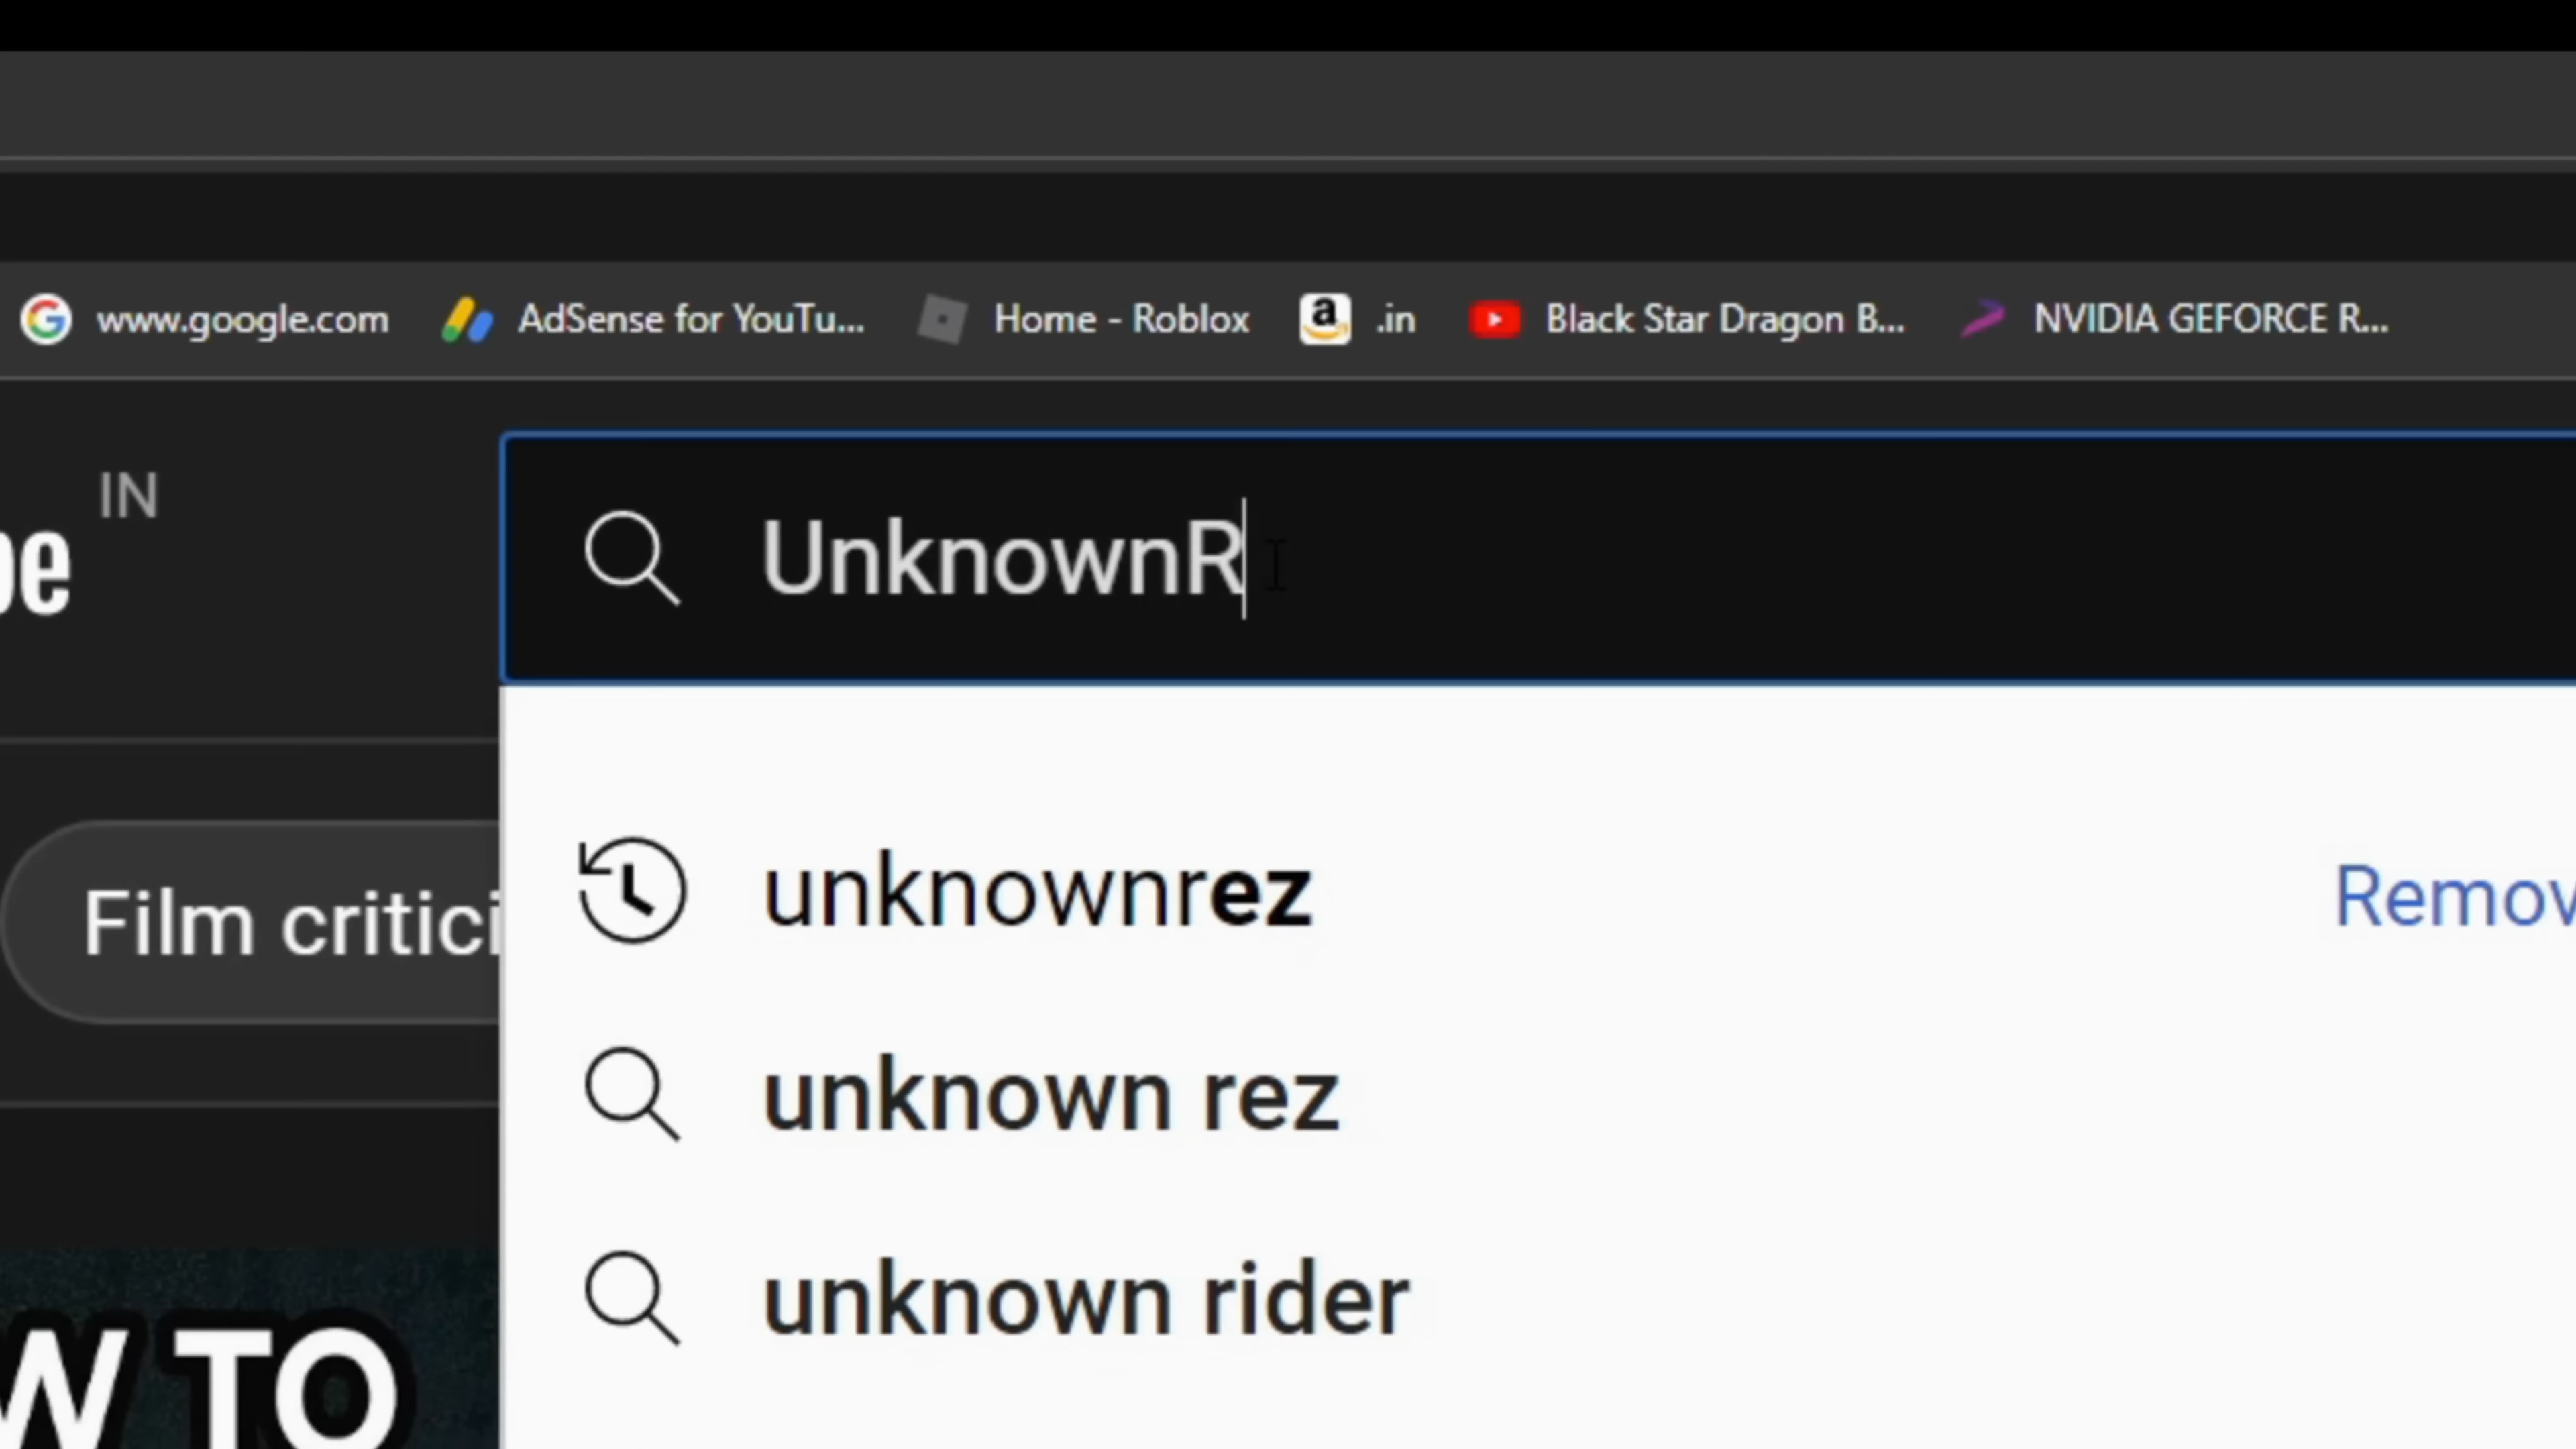 www.google.com AdSense for YouTu... Home - Roblox .in Black Star Dragon B... NVIDIA GEFORCE R...
be IN
UnknownR
unknownrez Remov
Film critici
unknown rez
unknown rider
W TO